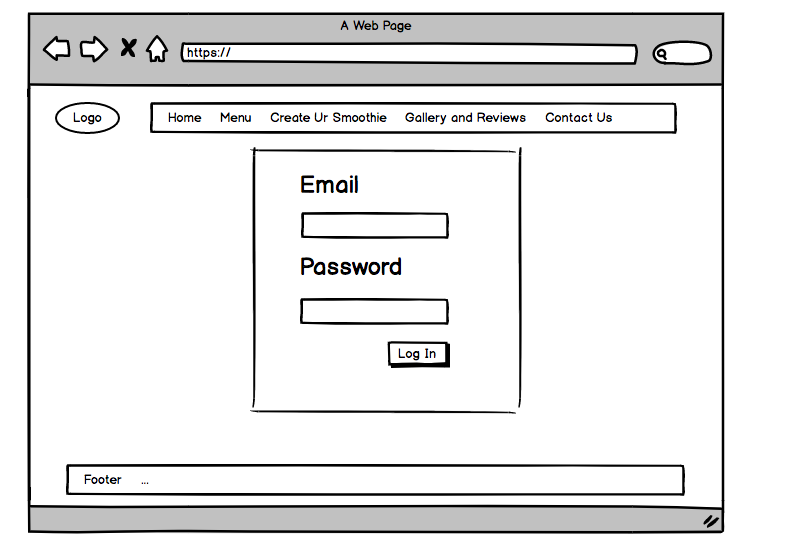 A Web Page
https://
Logo
Home Menu Create Ur Smoothie Gallery and Reviews Contact Us
Email
Password
Log In
Footer ...